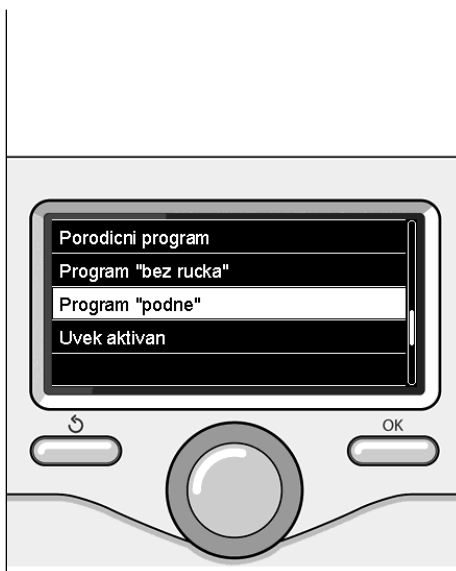 Porodicni program
Program "bez rucka"
Program "podne"
Uvek aktivan
OK